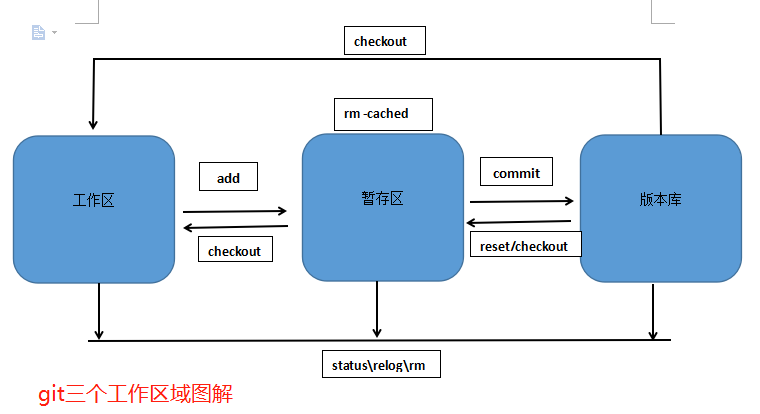 checkout
rm -cached
工作区
add
checkout
暂存区
commit
reset/checkout
版本库
status\relog\rm
git三个工作区域图解